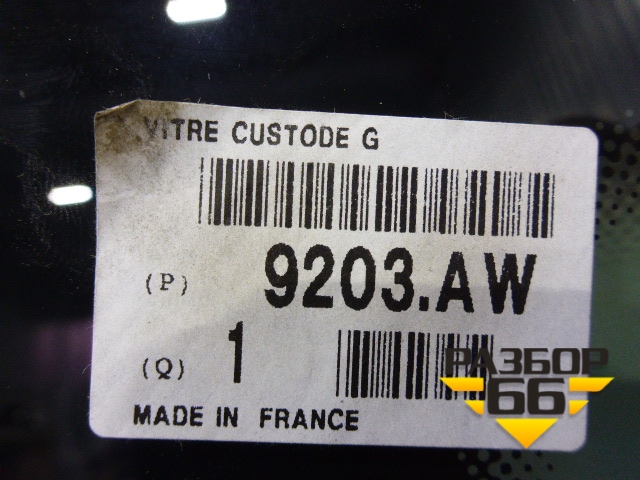 VITRE CUSTODE G
(P) 9203.AW
(Q) 1
MADE IN FRANCE
РАЗБОР
66